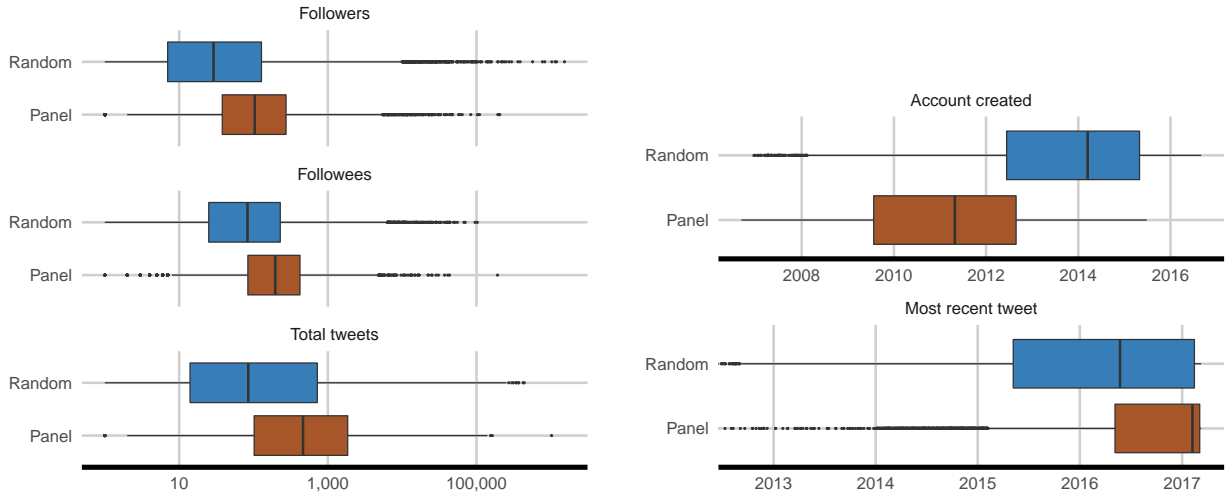 Followers
Random
Panel
Followees
Random
Panel
Total tweets
Random
Panel
10 1,000 100,000
Account created
Random
Panel
2008 2010 2012 2014 2016
Most recent tweet
Random
Panel
2013 2014 2015 2016 2017